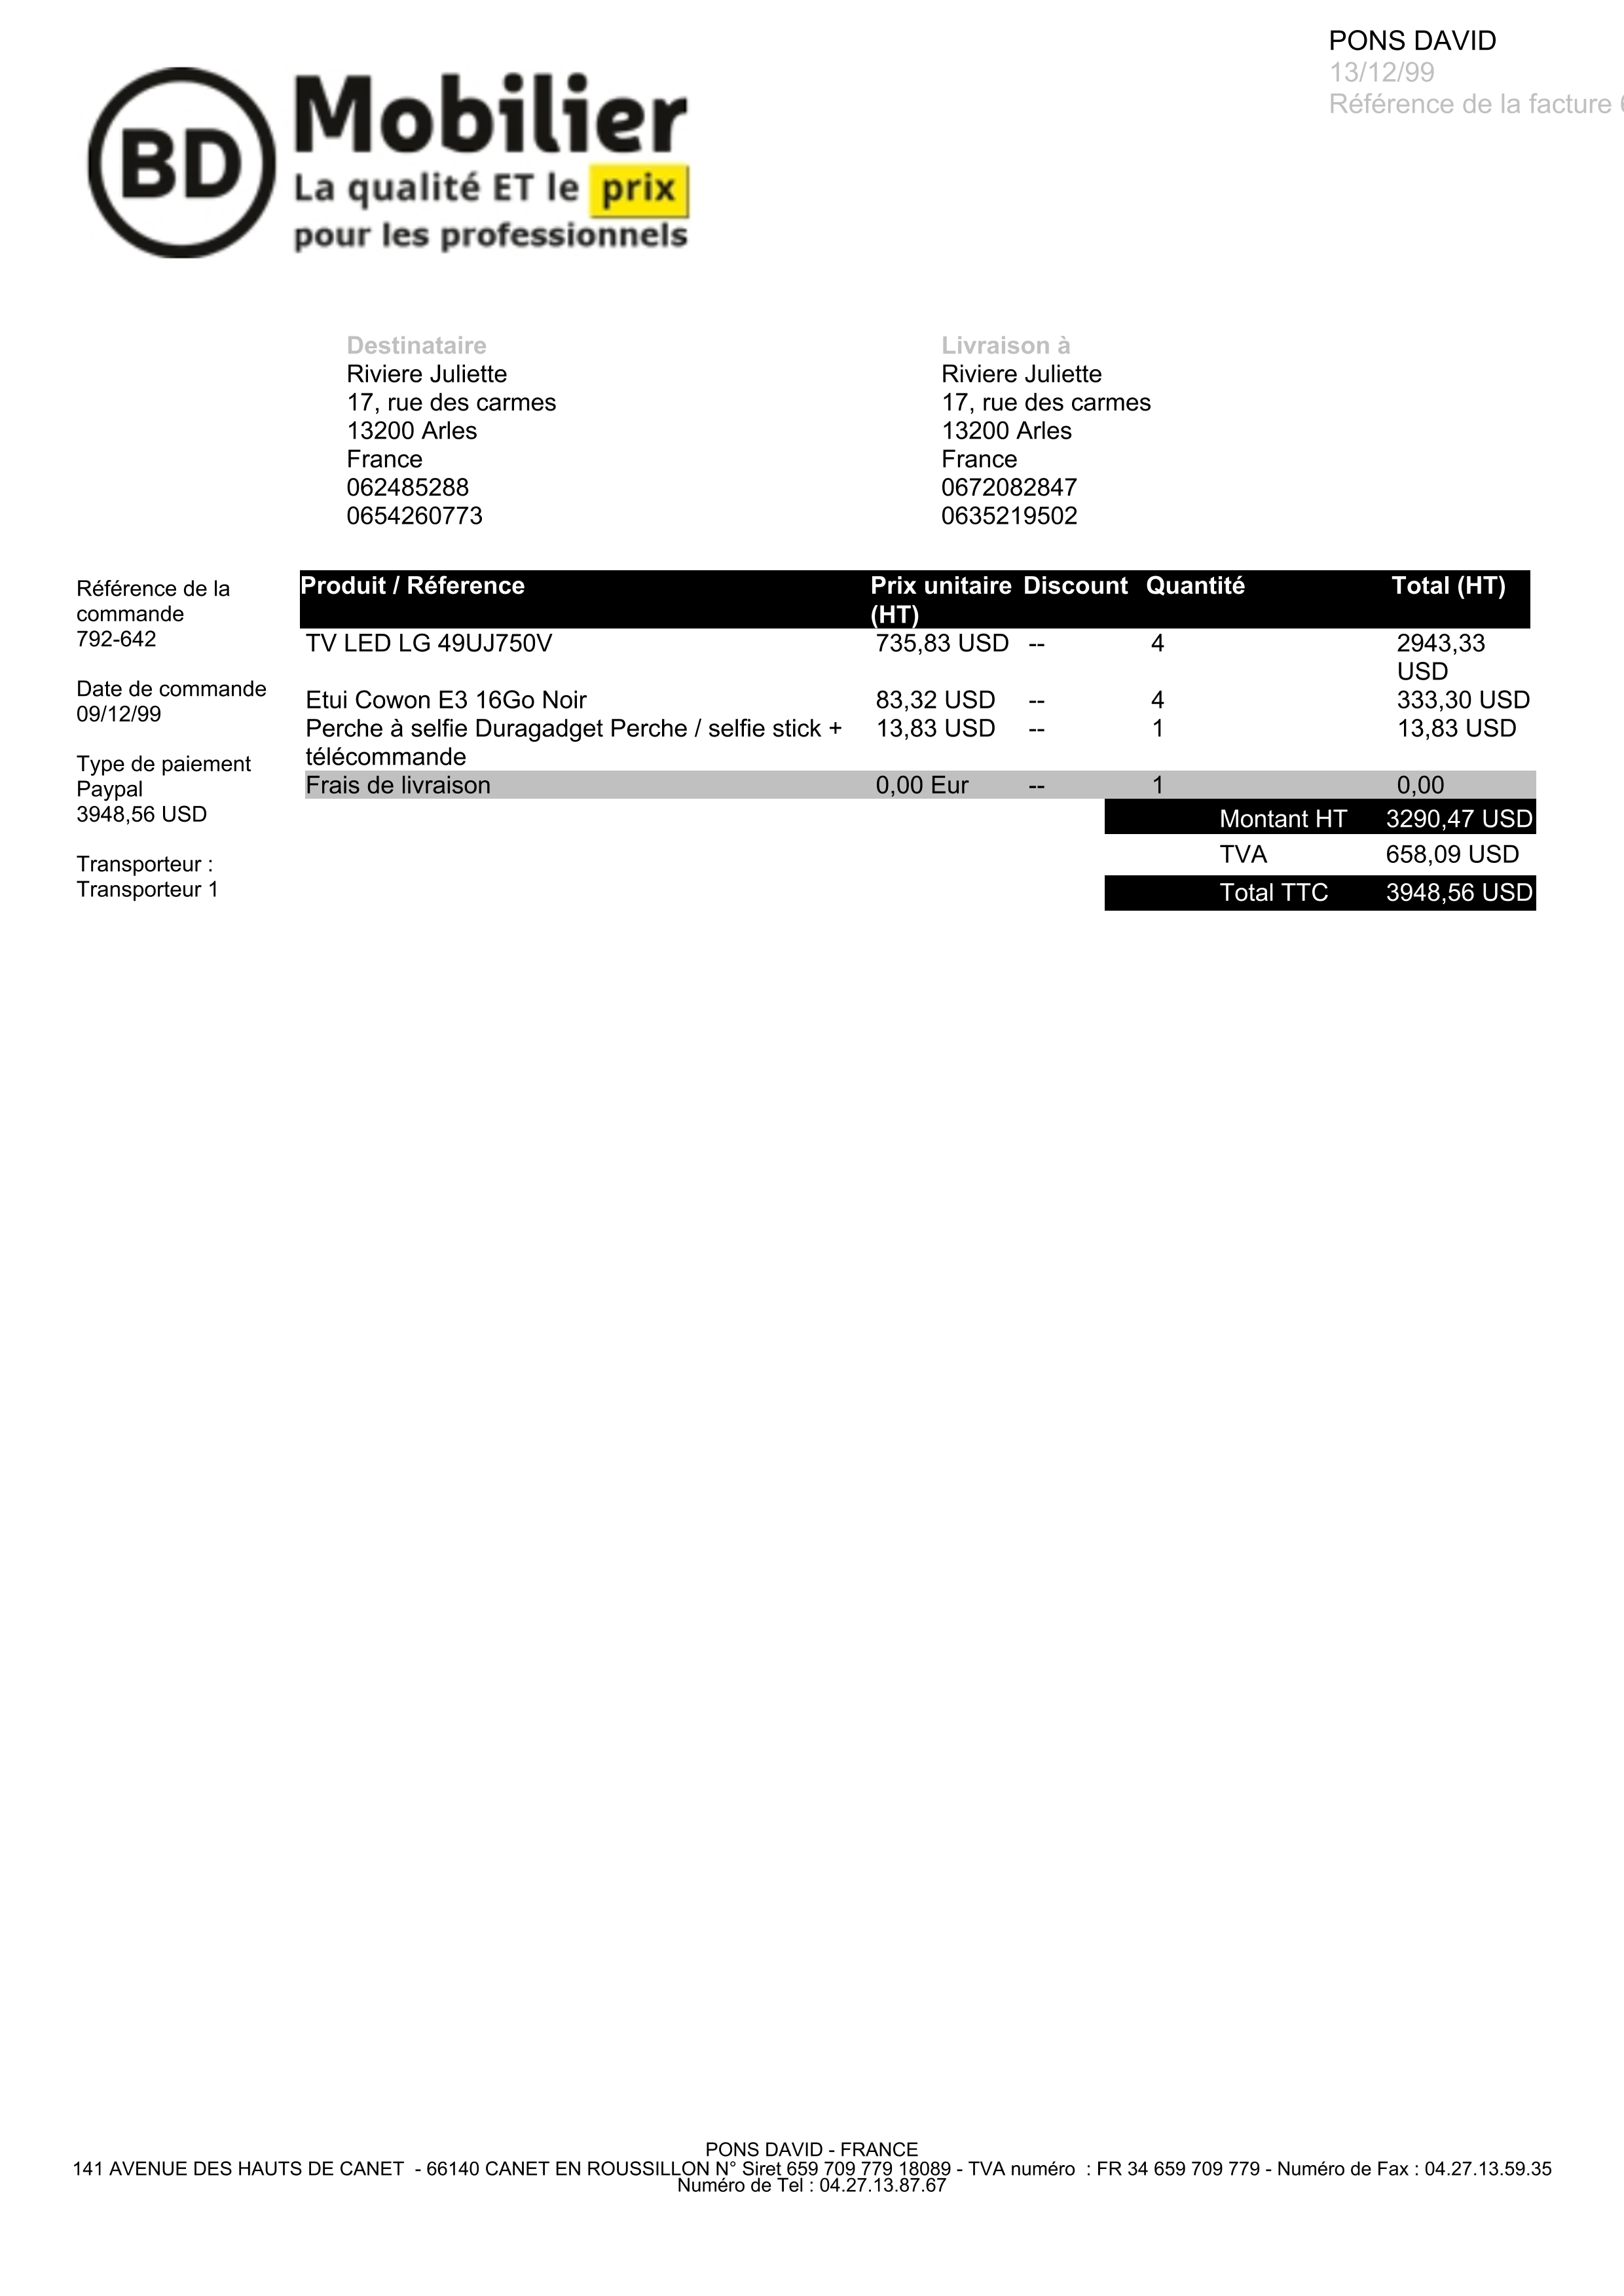 PONS DAVID
13/12/99
Référence de la facture
BD
Mobilier
La qualité ET le prix
pour les professionnels
Destinataire
Riviere Juliette
17, rue des carmes
13200 Arles
France
062485288
0654260773
Livraison à
Riviere Juliette
17, rue des carmes
13200 Arles
France
0672082847
0635219502
Référence de la
commande
792-642
Date de commande
09/12/99
Type de paiement
Paypal
3948,56 USD
Transporteur :
Transporteur 1
Produit / Réference Prix unitaire (HT) Discount Quantité Total (HT)
TV LED LG 49UJ750V 735,83 USD -- 4 2943,33 USD
Etui Cowon E3 16Go Noir 83,32 USD -- 4 333,30 USD
Perche à selfie Duragadget Perche / selfie stick + 13,83 USD -- 1 13,83 USD
télécommande
Frais de livraison 0,00 Eur -- 1 0,00
Montant HT 3290,47 USD
TVA 658,09 USD
Total TTC 3948,56 USD
PONS DAVID - FRANCE
141 AVENUE DES HAUTS DE CANET - 66140 CANET EN ROUSSILLON N° Siret 659 709 779 18089 - TVA numéro : FR 34 659 709 779 - Numéro de Fax : 04.27.13.59.35
Numéro de Tel : 04.27.13.87.67